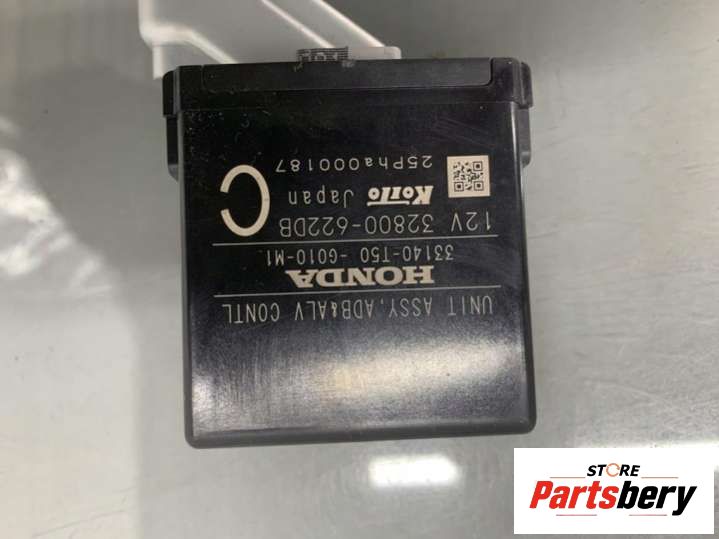 UNIT ASSY,ADB&ALV CONTL
HONDA
33140-T50 -G010-M1
12V 32800-622DB
KOITO Japan
25Pha000187
C
STORE
Partsbery